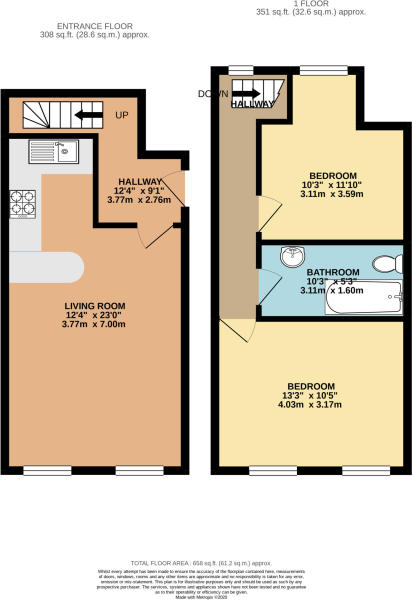 ENTRANCE FLOOR
308 sq.ft. (28.6 sq.m.) approx.
1 FLOOR
351 sq.ft. (32.6 sq.m.) approx.
UP
HALLWAY
12'4" x 9'1"
3.77m x 2.76m
LIVING ROOM
12'4" x 23'0"
3.77m x 7.00m
DOWN
HALLWAY
BEDROOM
10'3" x 11'10"
3.11m x 3.59m
BATHROOM
10'3" x 5'3"
3.11m x 1.60m
BEDROOM
13'3" x 10'5"
4.03m x 3.17m
TOTAL FLOOR AREA : 658 sq.ft. (61.2 sq.m.) approx.
Whilst every attempt has been made to ensure the accuracy of the floorplan contained here, measurements
of doors, windows, rooms and any other items are approximate and no responsibility is taken for any error,
omission or mis-statement. This plan is for illustrative purposes only and should be used as such by any
prospective purchaser. The services, systems and appliances shown have not been tested and no guarantee
as to their operability or efficiency can be given.
Made with Metropix ©2020